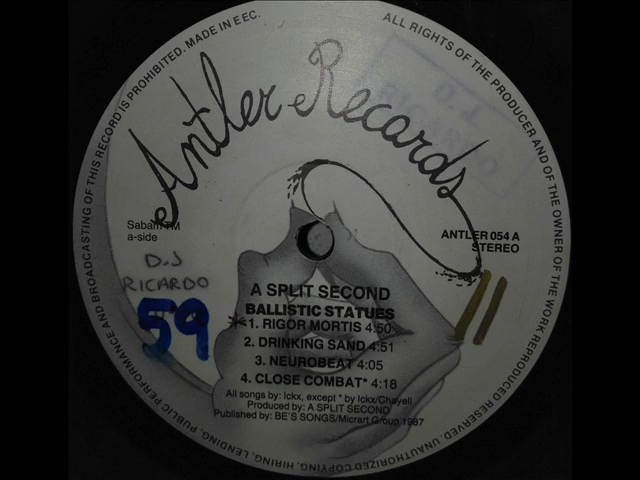 Antler Records
ALL RIGHTS OF THE PRODUCER AND OF THE OWNER OF THE WORK REPRODUCED RESERVED. UNAUTHORIZED COPYING, HIRING, LENDING, PUBLIC PERFORMANCE AND BROADCASTING OF THIS RECORD IS PROHIBITED. MADE IN EEC.
Sabam TM
a-side
ANTLER 054 A
STEREO
D.J
RICARDO
59
A SPLIT SECOND
BALLISTIC STATUES
1. RIGOR MORTIS 4:50
2. DRINKING SAND 4:51
3. NEUROBEAT 4:05
4. CLOSE COMBAT* 4:18
All songs by: Ickx, except * by Ickx/Chayell
Produced by: A SPLIT SECOND
Published by: BE'S SONGS/Micrart Group 1987